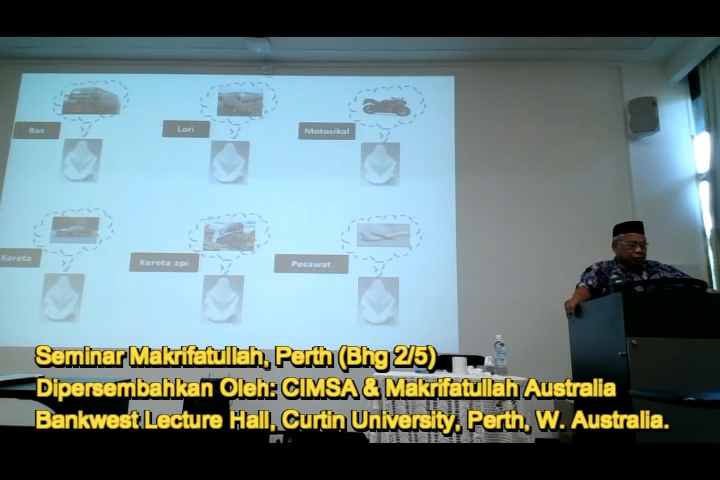 Bas
Lori
Motosikal
Kereta
Kereta api
Pesawat
Seminar Makrifatullah, Perth (Bhg 2/5)
Dipersembahkan Oleh: CIMSA & Makrifatullah Australia
Bankwest Lecture Hall, Curtin University, Perth, W. Australia.